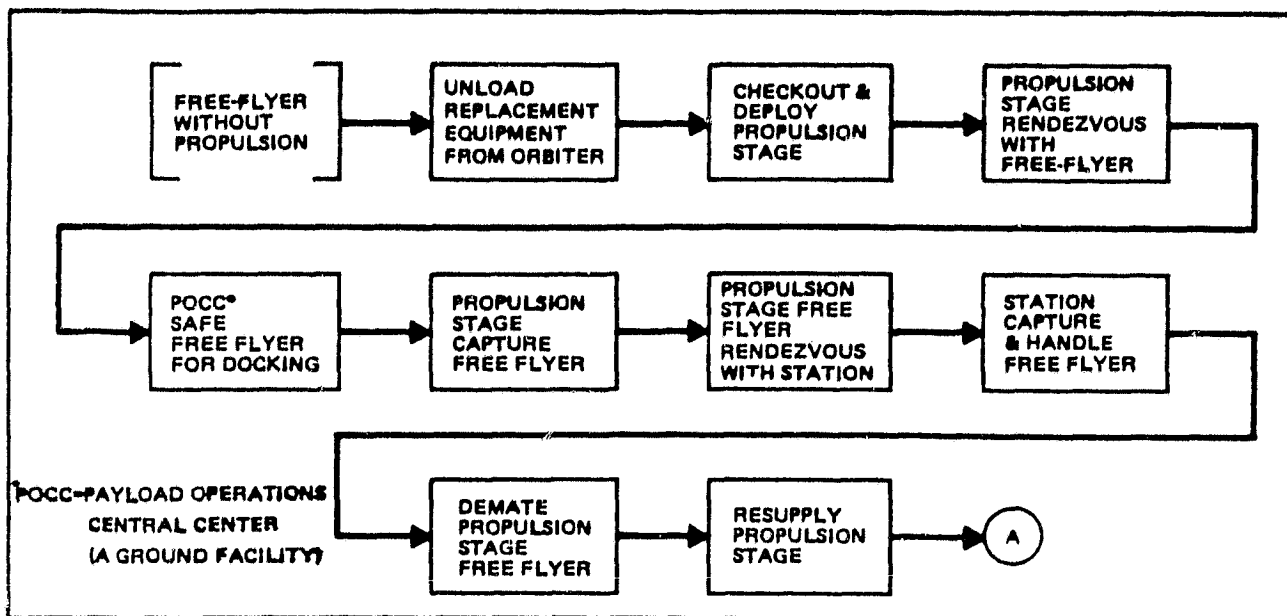 FREE-FLYER
WITHOUT
PROPULSION
UNLOAD
REPLACEMENT
EQUIPMENT
FROM ORBITER
CHECKOUT &
DEPLOY
PROPULSION
STAGE
PROPULSION
STAGE
RENDEZVOUS
WITH
FREE-FLYER
POCC*
SAFE
FREE FLYER
FOR DOCKING
PROPULSION
STAGE
CAPTURE
FREE FLYER
PROPULSION
STAGE FREE
FLYER
RENDEZVOUS
WITH STATION
STATION
CAPTURE
& HANDLE
FREE FLYER
*POCC=PAYLOAD OPERATIONS
CENTRAL CENTER
(A GROUND FACILITY)
DEMATE
PROPULSION
STAGE
FREE FLYER
RESUPPLY
PROPULSION
STAGE
A